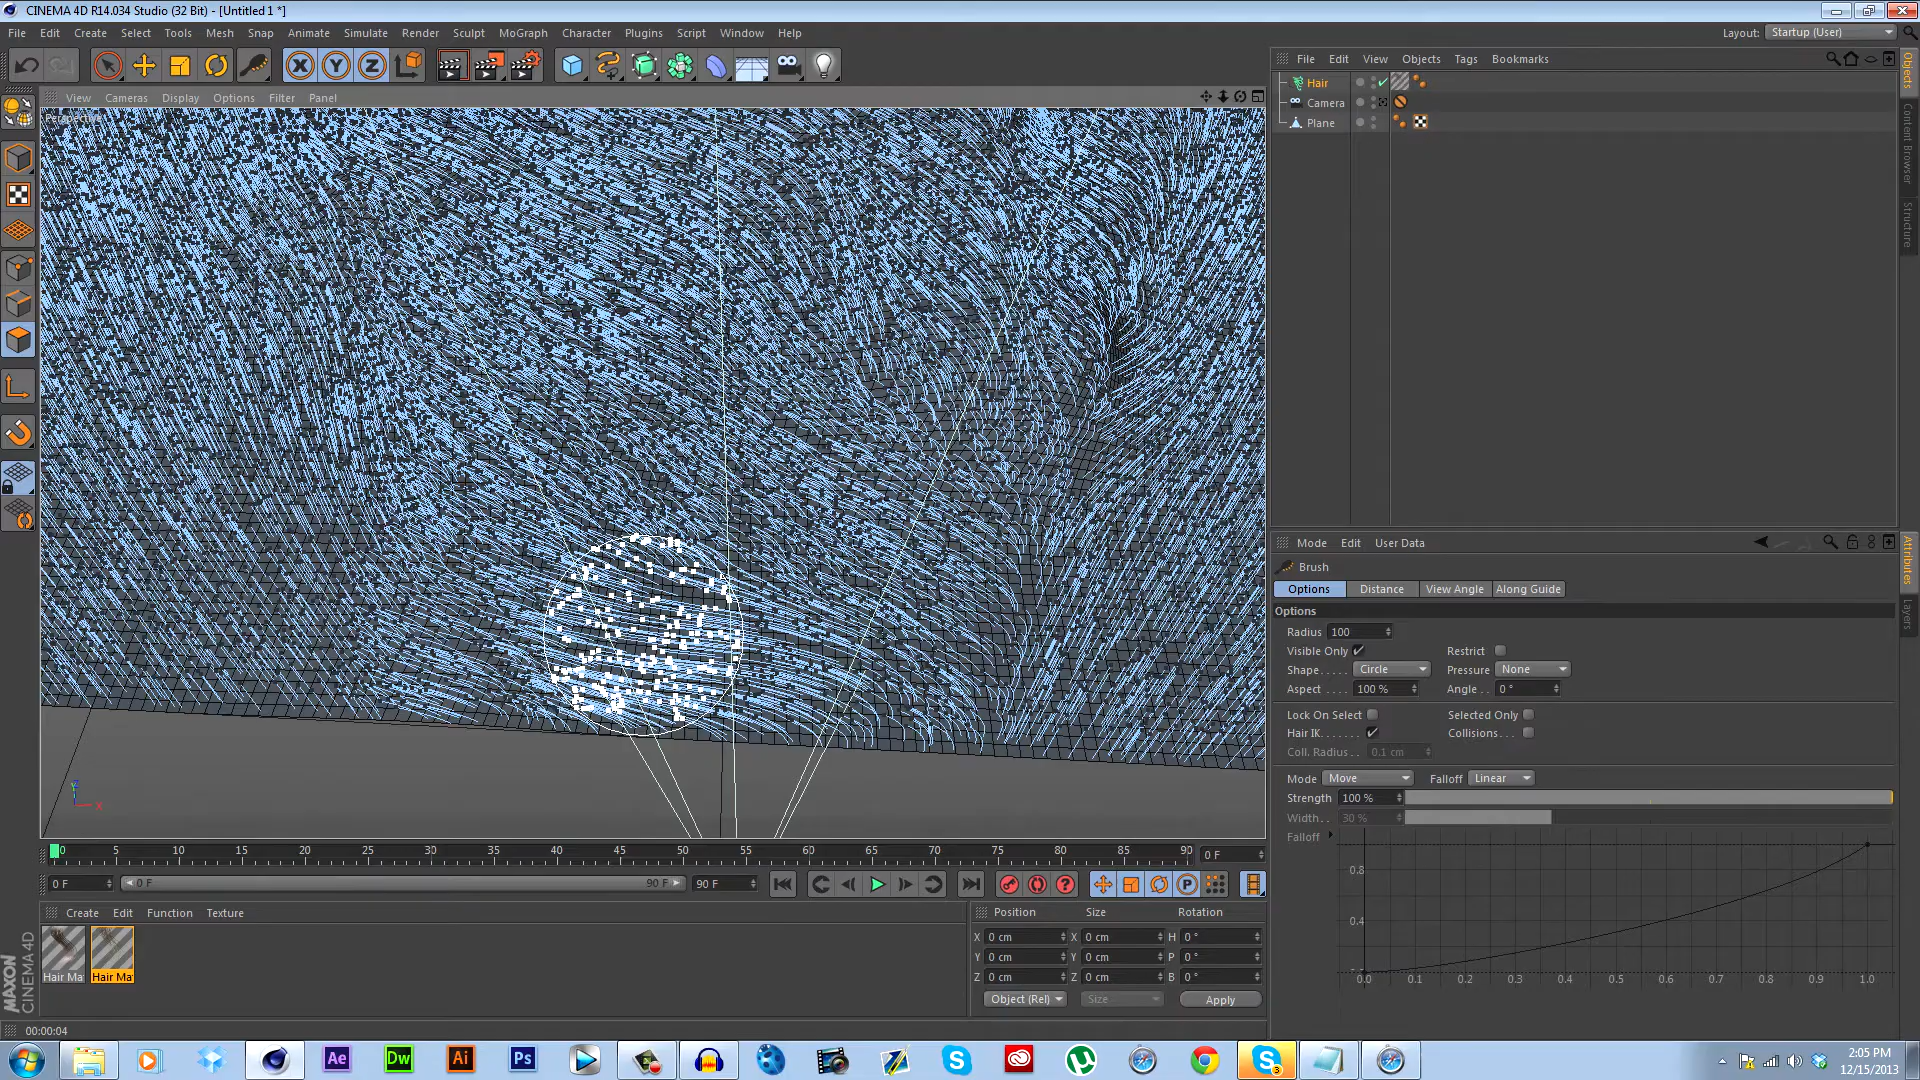 CINEMA 4D R14.034 Studio (32 Bit) - [Untitled 1 *]
File Edit Create Select Tools Mesh Snap Animate Simulate Render Sculpt MoGraph Character Plugins Script Window Help
Layout: Startup (User)
View Cameras Display Options Filter Panel
Perspective
File Edit View Objects Tags Bookmarks
Hair
Camera
Plane
Objects
Content Browser
Structure
Mode Edit User Data
Brush
Options Distance View Angle Along Guide
Options
Radius 100
Visible Only Restrict
Shape..... Circle Pressure None
Aspect .... 100 % Angle . . 0 °
Lock On Select Selected Only
Hair IK....... Collisions...
Coll. Radius.. 0.1 cm
Mode Move Falloff Linear
Strength 100 %
Width.. 30 %
Falloff
0.8
0.4
0.0 0.1 0.2 0.3 0.4 0.5 0.6 0.7 0.8 0.9 1.0
Attributes
Layers
0 5 10 15 20 25 30 35 40 45 50 55 60 65 70 75 80 85 90
0 F
0 F 0 F 90 F 90 F
Create Edit Function Texture
Hair Ma Hair Ma
MAXON
CINEMA 4D
Position Size Rotation
X 0 cm X 0 cm H 0 °
Y 0 cm Y 0 cm P 0 °
Z 0 cm Z 0 cm B 0 °
Object (Rel) Size Apply
00:00:04
Ae Dw Ai Ps
2:05 PM
12/15/2013